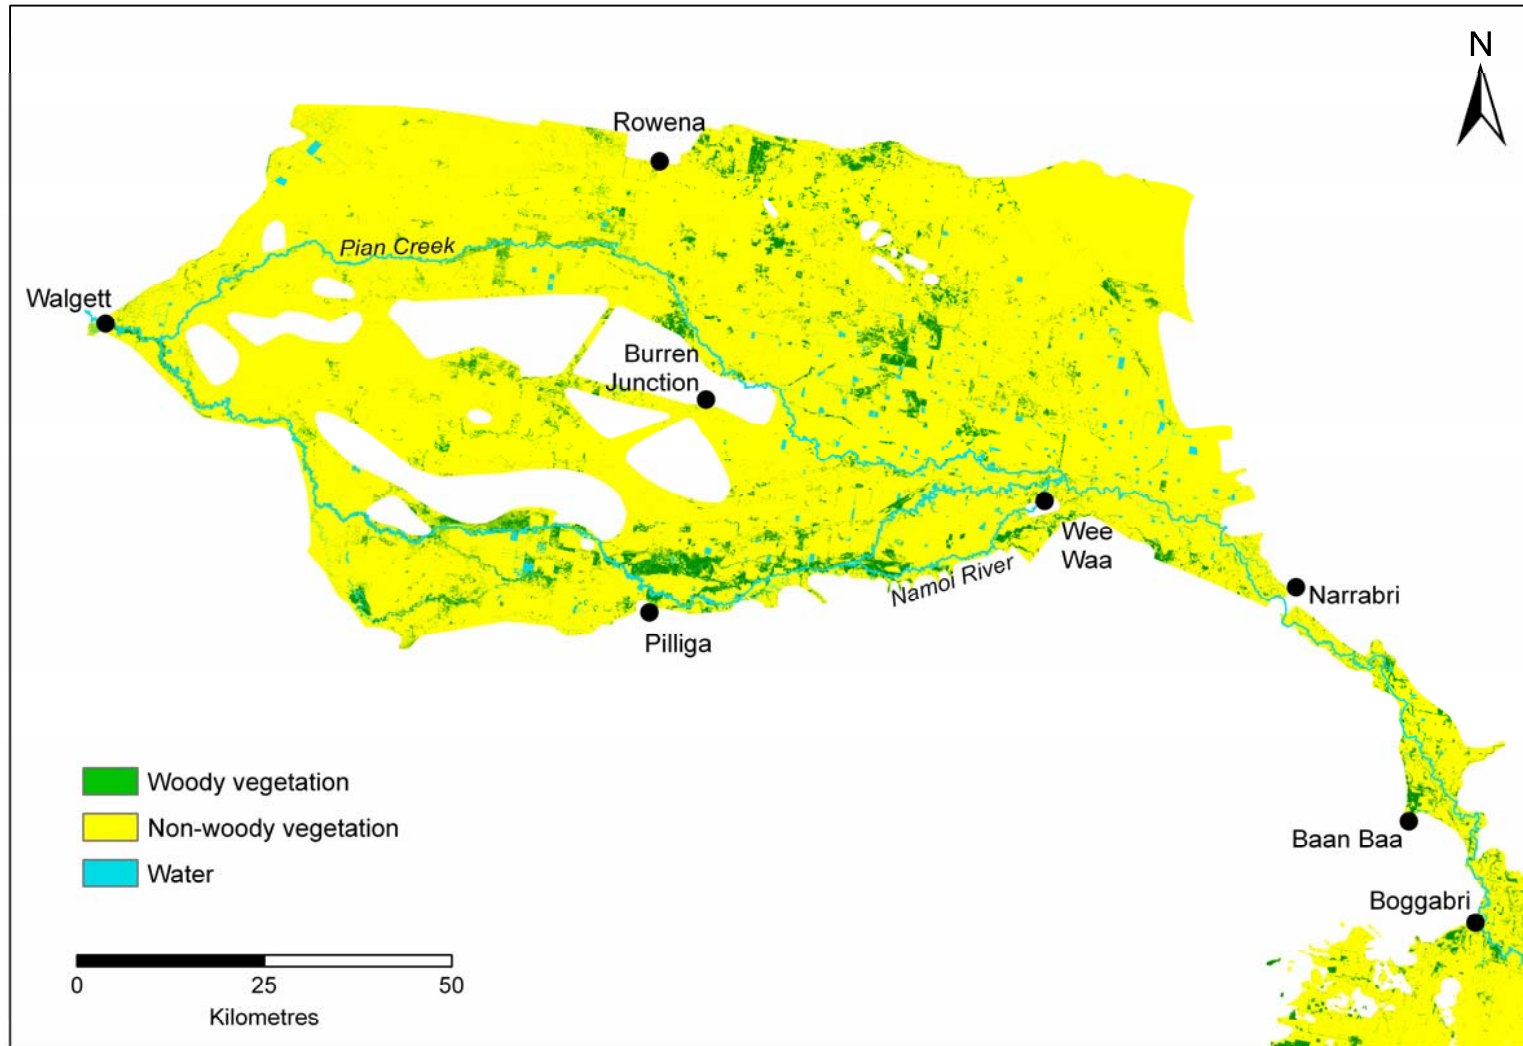 N
Rowena
Pian Creek
Walgett
Burren
Junction
Wee
Waa
Namoi River
Narrabri
Pilliga
Woody vegetation
Non-woody vegetation
Water
Baan Baa
Boggabri
0 25 50
Kilometres